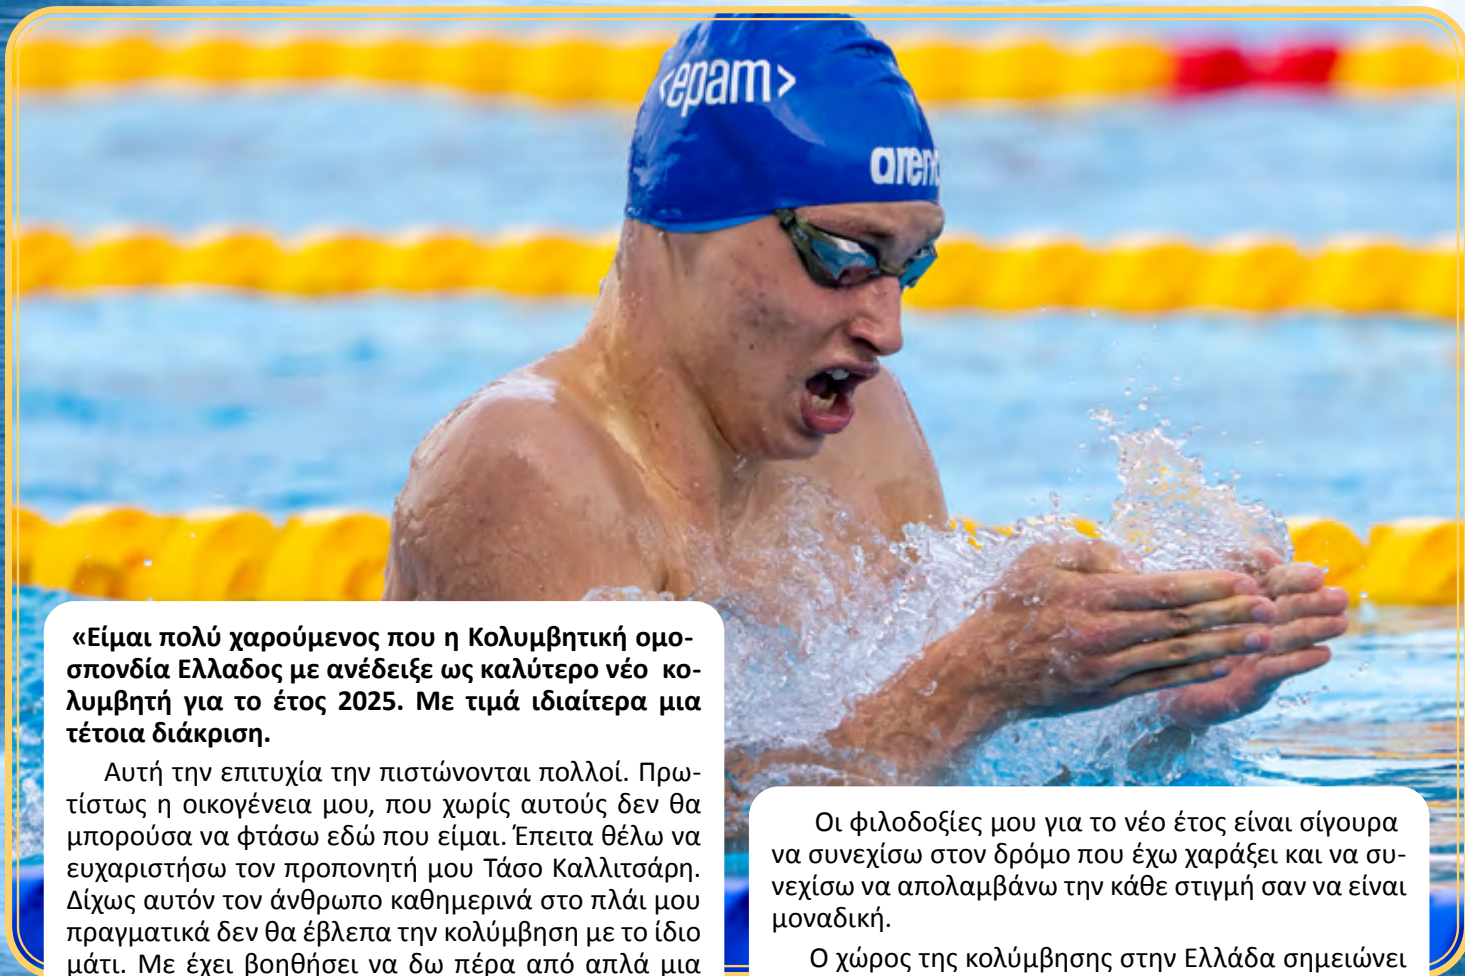 <epam>
aren
«Είμαι πολύ χαρούμενος που η Κολυμβητική ομο-
σπονδία Ελλαδος με ανέδειξε ως καλύτερο νέο κο-
λυμβητή για το έτος 2025. Με τιμά ιδιαίτερα μια
τέτοια διάκριση.
Αυτή την επιτυχία την πιστώνονται πολλοί. Πρω-
τίστως η οικογένεια μου, που χωρίς αυτούς δεν θα
μπορούσα να φτάσω εδώ που είμαι. Έπειτα θέλω να
ευχαριστήσω τον προπονητή μου Τάσο Καλλιτσάρη.
Δίχως αυτόν τον άνθρωπο καθημερινά στο πλάι μου
πραγματικά δεν θα έβλεπα την κολύμβηση με το ίδιο
μάτι. Με έχει βοηθήσει να δω πέρα από απλά μια
Οι φιλοδοξίες μου για το νέο έτος είναι σίγουρα
να συνεχίσω στον δρόμο που έχω χαράξει και να συ-
νεχίσω να απολαμβάνω την κάθε στιγμή σαν να είναι
μοναδική.
Ο χώρος της κολύμβησης στην Ελλάδα σημειώνει